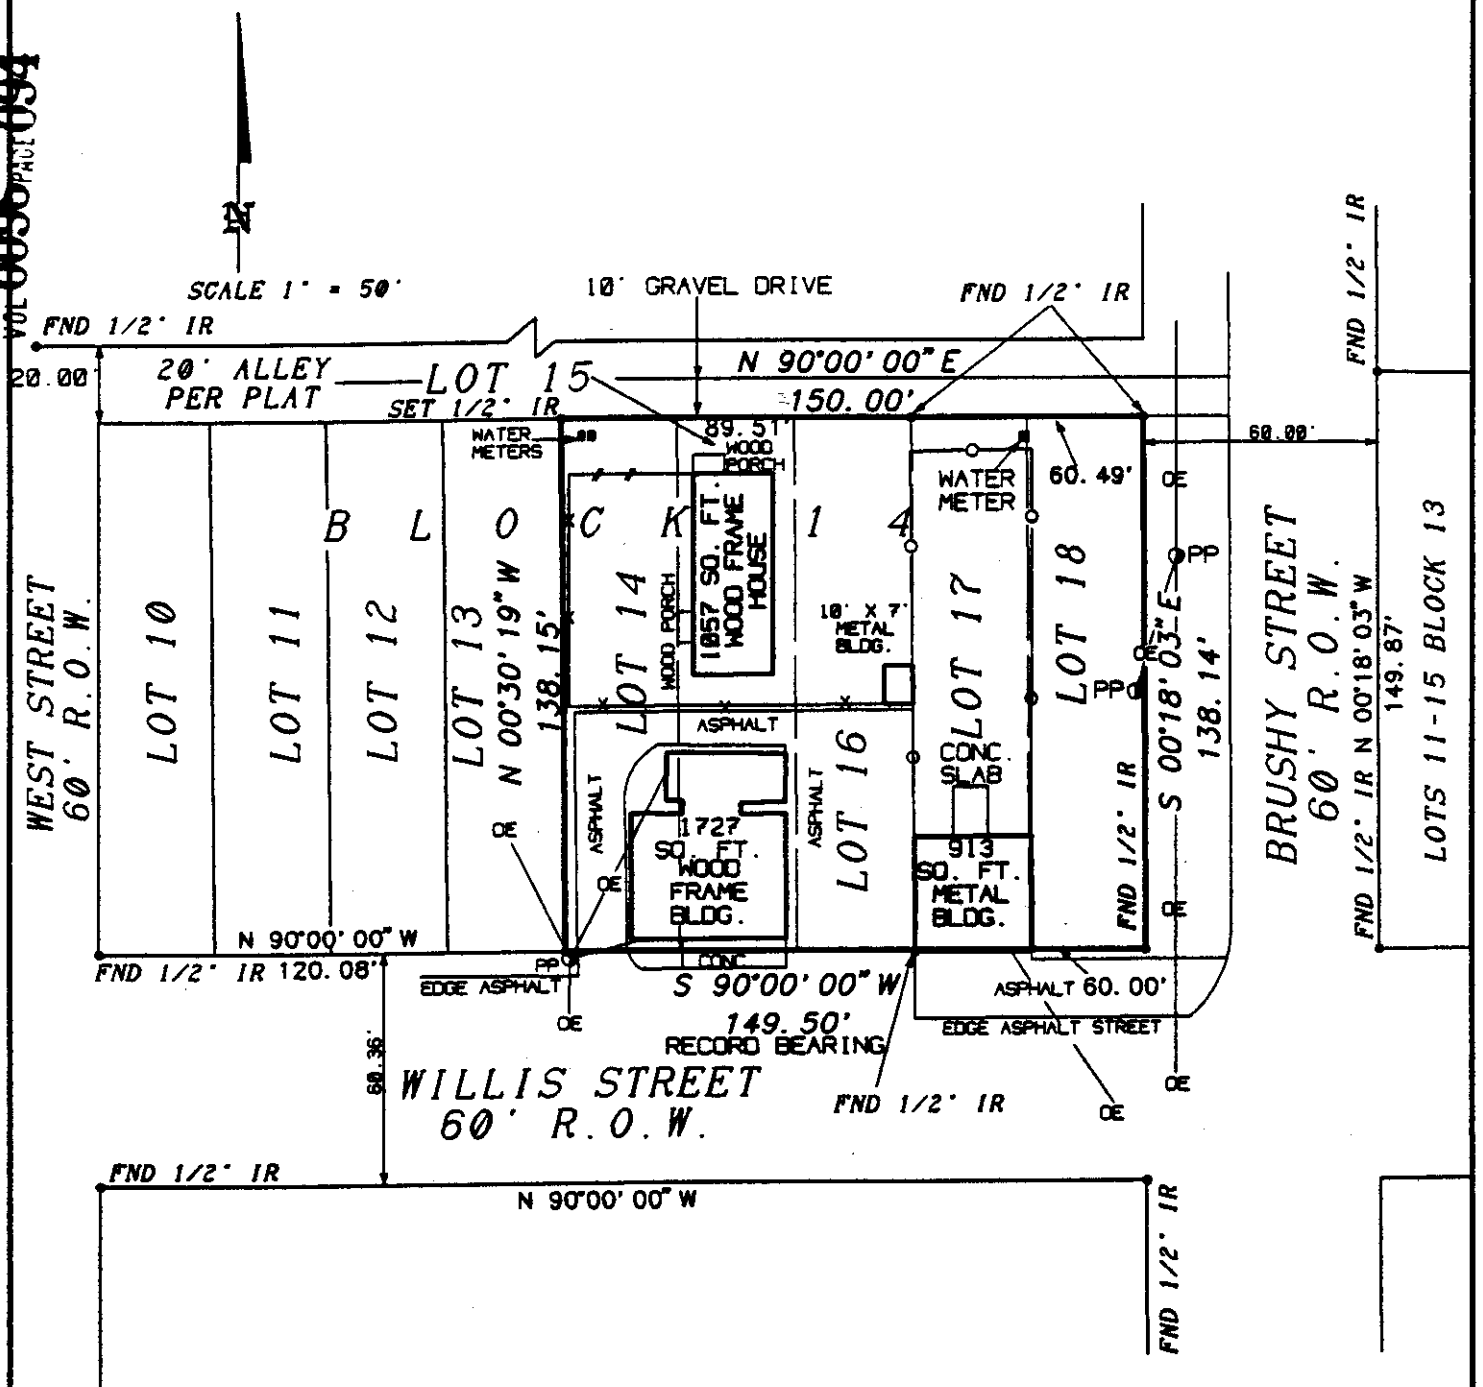 VOL 0056 PAGE 094
N
SCALE 1" = 50'
FND 1/2" IR
10' GRAVEL DRIVE
FND 1/2" IR
FND 1/2" IR
20.00'
20' ALLEY
PER PLAT
LOT 15
N 90°00'00" E
150.00'
SET 1/2" IR
89.51'
WATER
METERS
WOOD
PORCH
WATER
METER
60.49'
60.00'
OE
BLOCK 14
PP
WEST STREET
60' R.O.W.
LOT 10
LOT 11
LOT 12
LOT 13
N 00°30'19" W
138.15'
LOT 14
WOOD PORCH
1057 SQ. FT.
WOOD FRAME
HOUSE
10' X 7'
METAL
BLDG.
LOT 17
LOT 18
OE
PP
S 00°18'03" E
138.14'
BRUSHY STREET
60' R.O.W.
FND 1/2" IR N 00°18'03" W
149.87'
LOTS 11-15 BLOCK 13
ASPHALT
LOT 16
CONC.
SLAB
FND 1/2" IR
ASPHALT
ASPHALT
OE
OE
1727
SQ. FT.
WOOD
FRAME
BLDG.
913
SQ. FT.
METAL
BLDG.
OE
N 90°00'00" W
FND 1/2" IR 120.08'
PP
EDGE ASPHALT
CONC
S 90°00'00" W
149.50'
RECORD BEARING
ASPHALT 60.00'
EDGE ASPHALT STREET
OE
60.36'
WILLIS STREET
60' R.O.W.
FND 1/2" IR
OE
OE
FND 1/2" IR
N 90°00'00" W
FND 1/2" IR